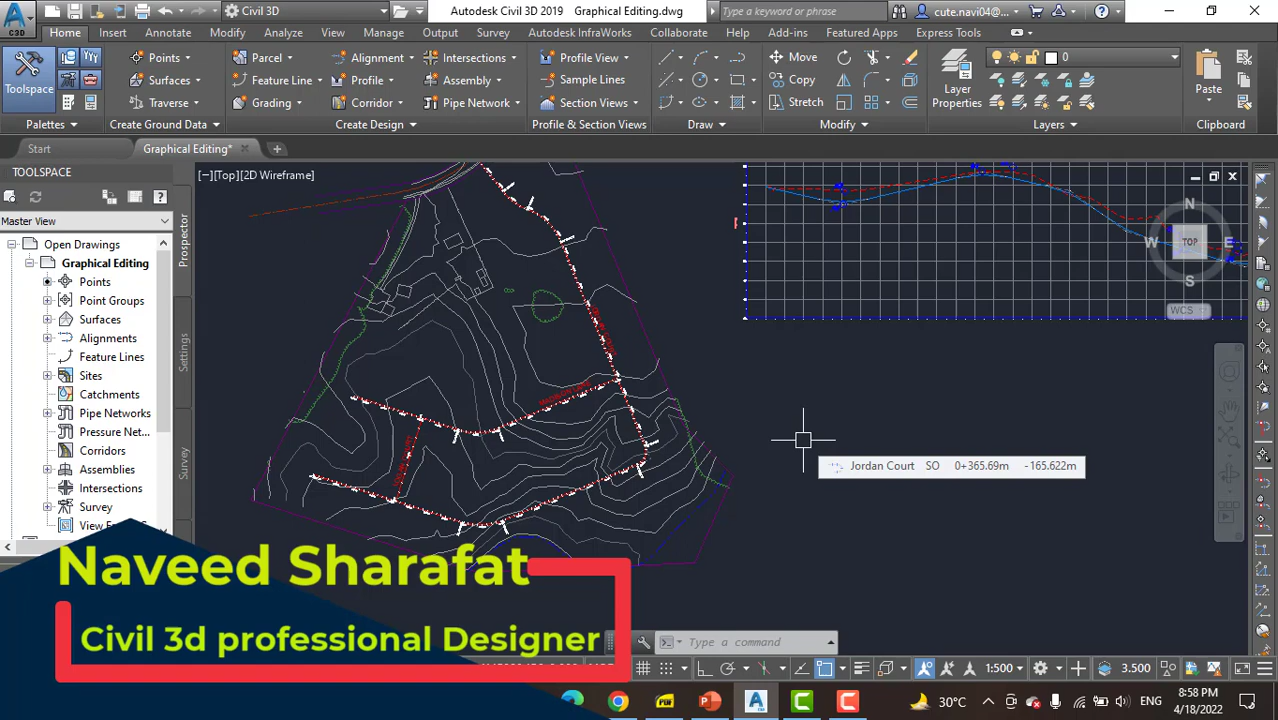 Civil 3D
Autodesk Civil 3D 2019 Graphical Editing.dwg
Type a keyword or phrase
cute.navi04@...
C3D
Home Insert Annotate Modify Analyze View Manage Output Survey Autodesk InfraWorks Collaborate Help Add-ins Featured Apps Express Tools
Toolspace
Points
Surfaces
Traverse
Parcel
Feature Line
Grading
Alignment
Profile
Corridor
Intersections
Assembly
Pipe Network
Profile View
Sample Lines
Section Views
Move
Copy
Stretch
Layer
Properties
0
Paste
Palettes Create Ground Data Create Design Profile & Section Views Draw Modify Layers Clipboard
Start Graphical Editing*
TOOLSPACE
[−][Top][2D Wireframe]
Master View
Open Drawings
Graphical Editing
Points
Point Groups
Surfaces
Alignments
Feature Lines
Sites
Catchments
Pipe Networks
Pressure Net...
Corridors
Assemblies
Intersections
Survey
Prospector
Settings
Survey
N
W TOP E
S
WCS
Jordan Court SO 0+365.69m -165.622m
Naveed Sharafat
Civil 3d professional Designer
Type a command
1:500
3.500
30°C
ENG
8:58 PM
4/18/2022